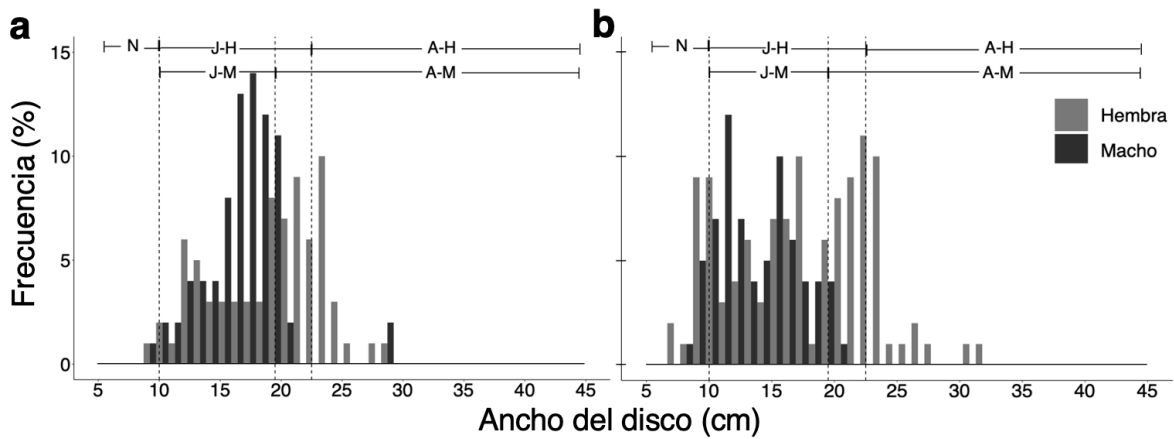 a
b
N
J-H
A-H
J-M
A-M
N
J-H
A-H
J-M
A-M
15
10
5
0
Frecuencia (%)
Hembra
Macho
5 10 15 20 25 30 35 40 45
5 10 15 20 25 30 35 40 45
Ancho del disco (cm)